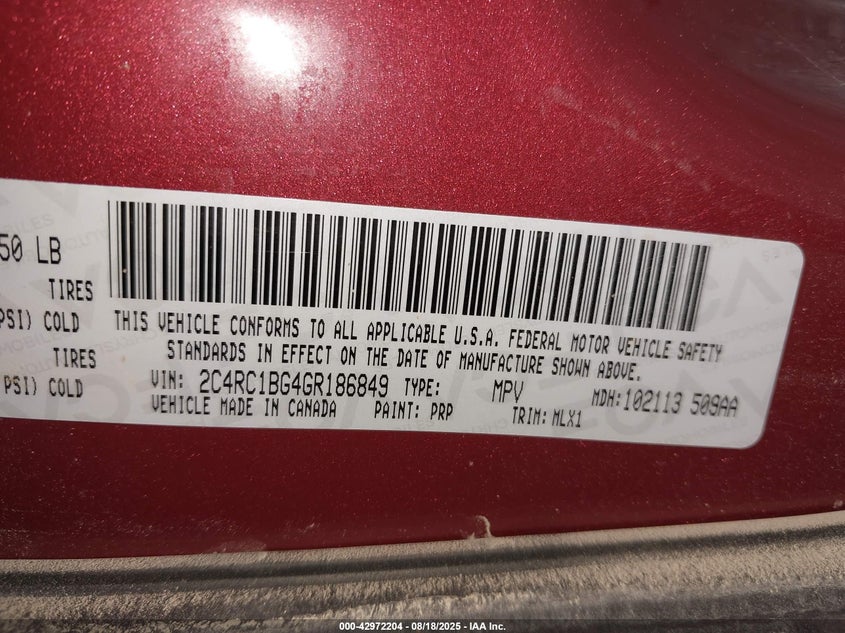 50 LB
TIRES
PSI) COLD
TIRES
PSI) COLD
THIS VEHICLE CONFORMS TO ALL APPLICABLE U.S.A. FEDERAL MOTOR VEHICLE SAFETY
STANDARDS IN EFFECT ON THE DATE OF MANUFACTURE SHOWN ABOVE.
VIN: 2C4RC1BG4GR186849 TYPE: MPV MDH:102113 509AA
VEHICLE MADE IN CANADA PAINT: PRP TRIM: MLX1
000-42972204 - 08/18/2025 - IAA Inc.